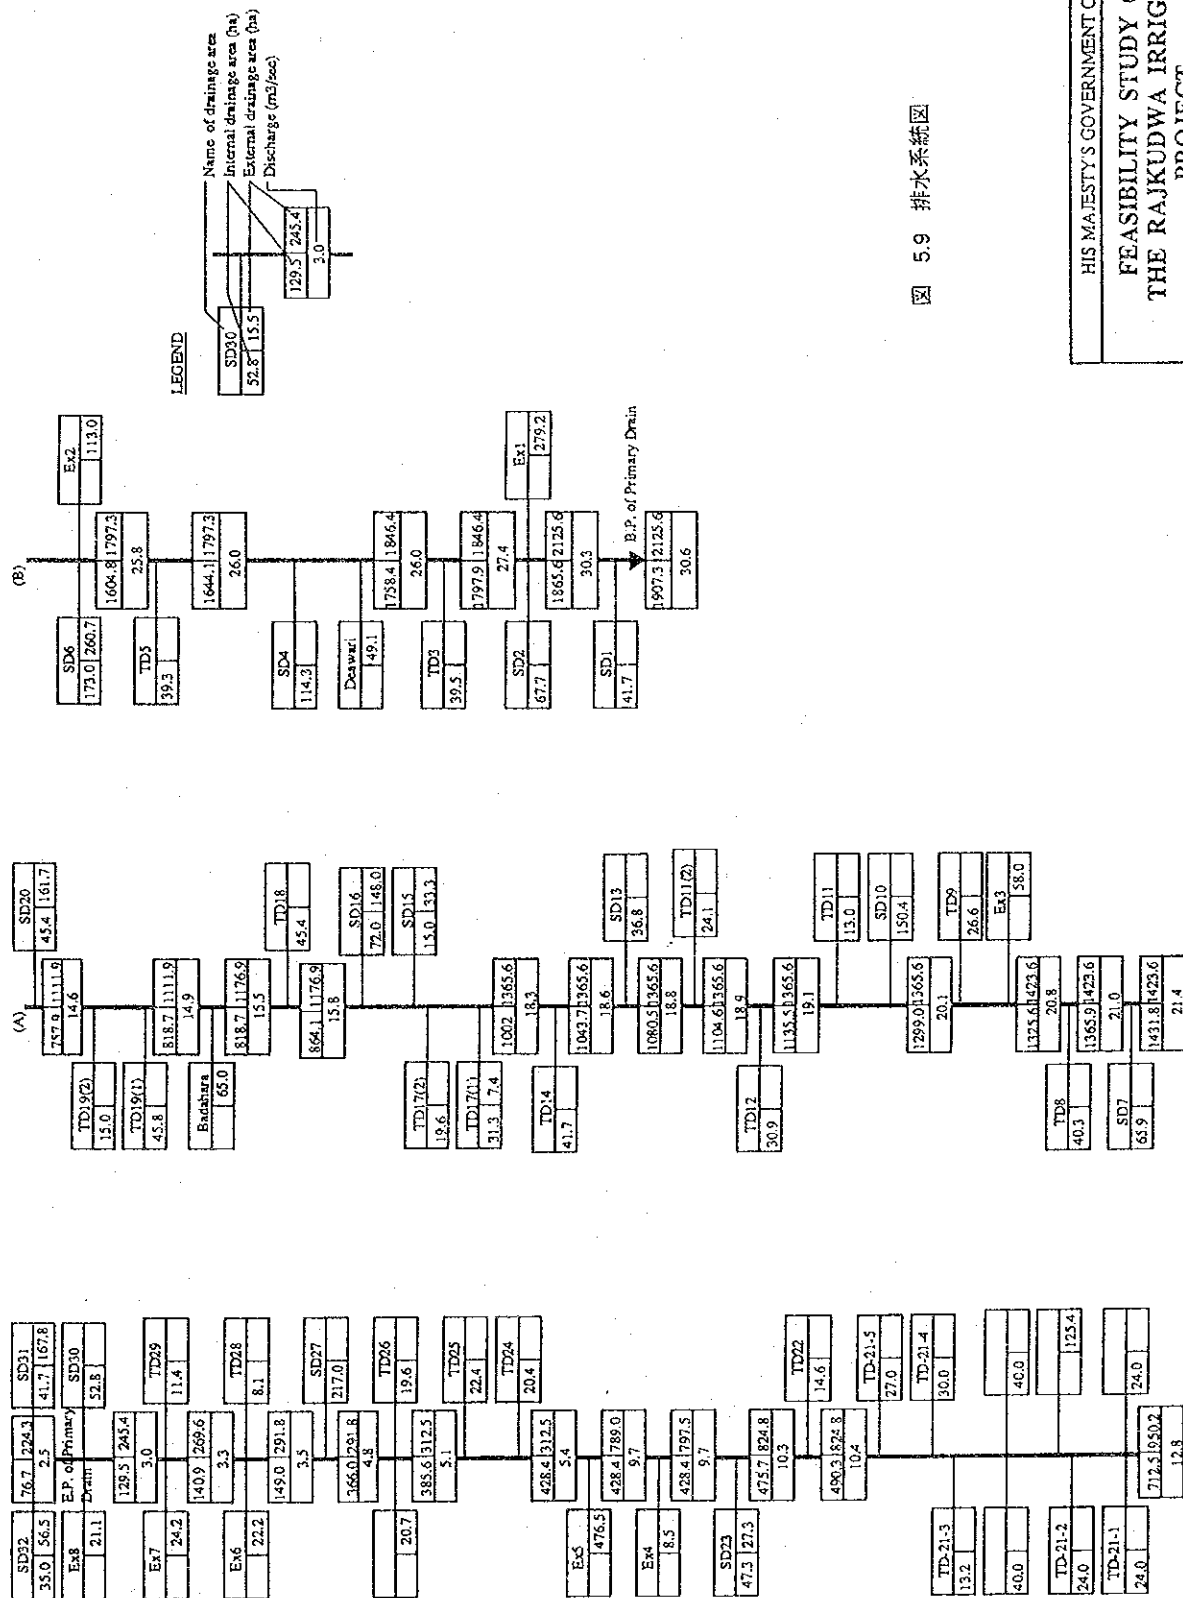 SD32
35.0 56.5
76.7 224.3
2.5
SD31
41.7 167.8
Ex8
21.1
E.P. of Primary
Drain
SD30
52.8
129.5 245.4
3.0
Ex7
24.2
TD29
11.4
140.9 269.6
3.3
Ex6
22.2
TD28
8.1
149.0 291.8
3.5
SD27
217.0
366.0 291.8
4.8
20.7
TD26
19.6
385.6 312.5
5.1
TD25
22.4
TD24
20.4
428.4 312.5
5.4
Ex5
476.5
428.4 789.0
9.7
Ex4
8.5
428.4 797.5
9.7
SD23
47.3 27.3
475.7 824.8
10.3
TD22
14.6
490.3 824.8
10.4
TD-21-5
27.0
TD-21-4
30.0
TD-21-3
13.2
40.0
40.0
125.4
TD-21-2
24.0
TD-21-1
24.0
24.0
712.5 950.2
12.8
(A)
SD20
45.4 161.7
757.9 1111.9
14.6
TD19(2)
15.0
TD19(1)
45.8
818.7 1111.9
14.9
Badahara
65.0
818.7 1176.9
15.5
TD18
45.4
864.1 1176.9
15.8
SD16
72.0 148.0
SD15
15.0 33.3
TD17(2)
19.6
TD17(1)
31.3 7.4
1002 1365.6
18.3
TD14
41.7
1043.7 1365.6
18.6
SD13
36.8
1080.5 1365.6
18.8
TD11(2)
24.1
1104.6 1365.6
18.9
TD12
30.9
1135.5 1365.6
19.1
TD11
13.0
SD10
150.4
1299.0 1365.6
20.1
TD9
26.6
Ex3
58.0
1325.6 1423.6
20.8
TD8
40.3
1365.9 1423.6
21.0
SD7
65.9
1431.8 1423.6
21.4
(B)
SD6
173.0 260.7
Ex2
113.0
1604.8 1797.3
25.8
TD5
39.3
1644.1 1797.3
26.0
SD4
114.3
Deawari
49.1
1758.4 1846.4
26.0
TD3
39.5
1797.9 1846.4
27.4
SD2
67.7
Ex1
279.2
1865.6 2125.6
30.3
SD1
41.7
B.P. of Primary Drain
1907.3 2125.6
30.6
LEGEND
SD30
52.8 15.5
129.5 245.4
3.0
Name of drainage area
Internal drainage area (ha)
External drainage area (ha)
Discharge (m3/sec)
図 5.9 排水系統図
HIS MAJESTY'S GOVERNMENT
FEASIBILITY STUDY
THE RAJKUDWA IRRIG
PROJECT